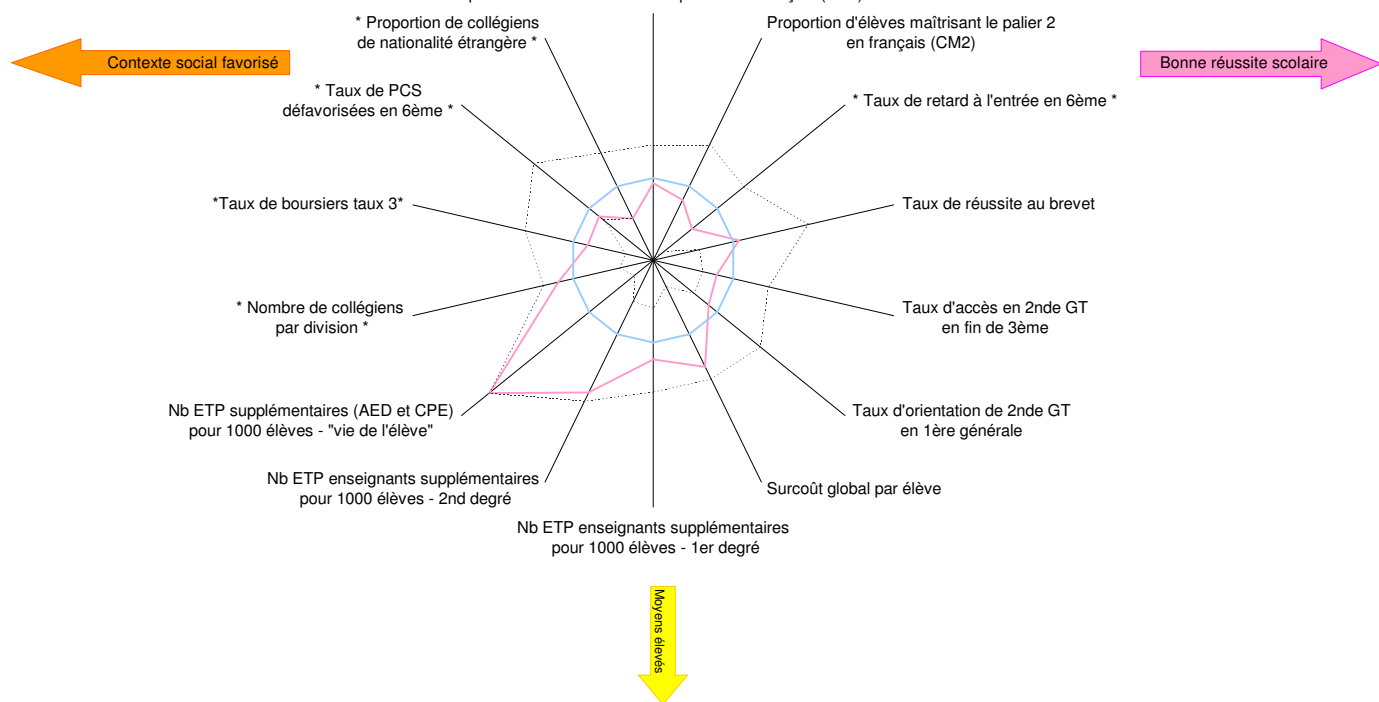 * Proportion de collégiens
de nationalité étrangère *
Proportion d'élèves maîtrisant le palier 2
en français (CM2)
Contexte social favorisé
Bonne réussite scolaire
* Taux de PCS
défavorisées en 6ème *
* Taux de retard à l'entrée en 6ème *
*Taux de boursiers taux 3*
Taux de réussite au brevet
* Nombre de collégiens
par division *
Taux d'accès en 2nde GT
en fin de 3ème
Nb ETP supplémentaires (AED et CPE)
pour 1000 élèves - "vie de l'élève"
Taux d'orientation de 2nde GT
en 1ère générale
Nb ETP enseignants supplémentaires
pour 1000 élèves - 2nd degré
Surcoût global par élève
Nb ETP enseignants supplémentaires
pour 1000 élèves - 1er degré
Moyens élevés